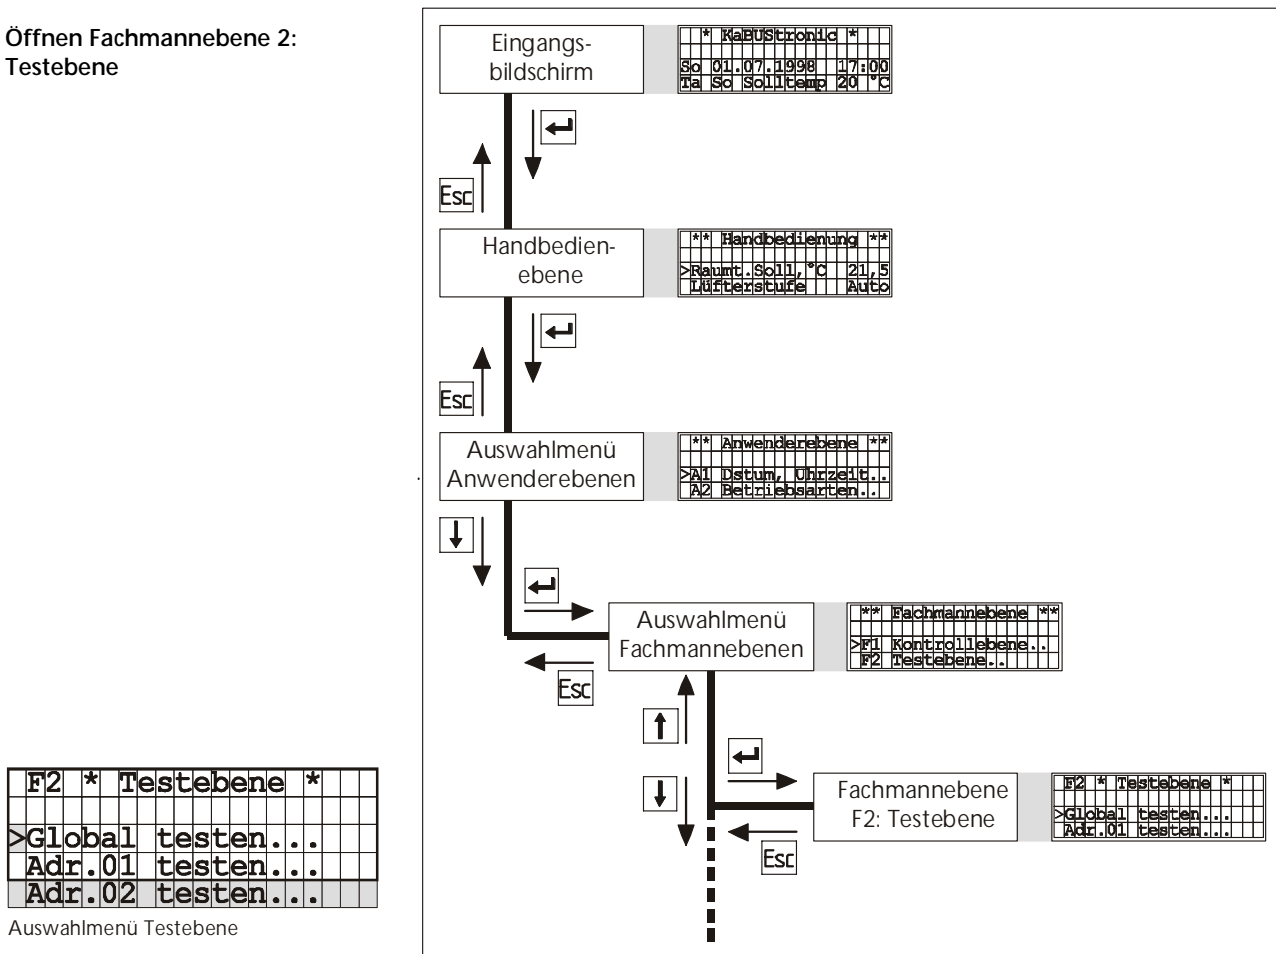 Öffnen Fachmannebene 2:
Testebene
Eingangs-
bildschirm
* KaBUStronic *
So 01.07.1998 17:00
Ta So Solltemp 20 °C
Esc
Handbedien-
ebene
** Handbedienung **
>Raumt.Soll,°C 21,5
Lüfterstufe Auto
Esc
Auswahlmenü
Anwenderebenen
** Anwenderebene **
>A1 Dstum, Uhrzeit..
A2 Betriebsarten..
Auswahlmenü
Fachmannebenen
** Fachmannebene **
>F1 Kontrollebene..
F2 Testebene..
Esc
Fachmannebene
F2: Testebene
F2 * Testebene *
>Global testen...
Adr.01 testen...
Esc
F2 * Testebene *
>Global testen...
Adr.01 testen...
Adr.02 testen...
Auswahlmenü Testebene